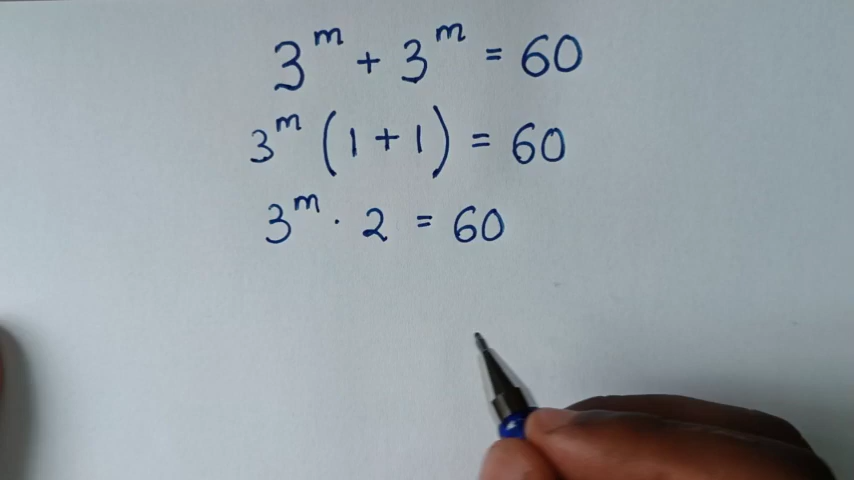 3^m + 3^m = 60
3^m (1 + 1) = 60
3^m · 2 = 60